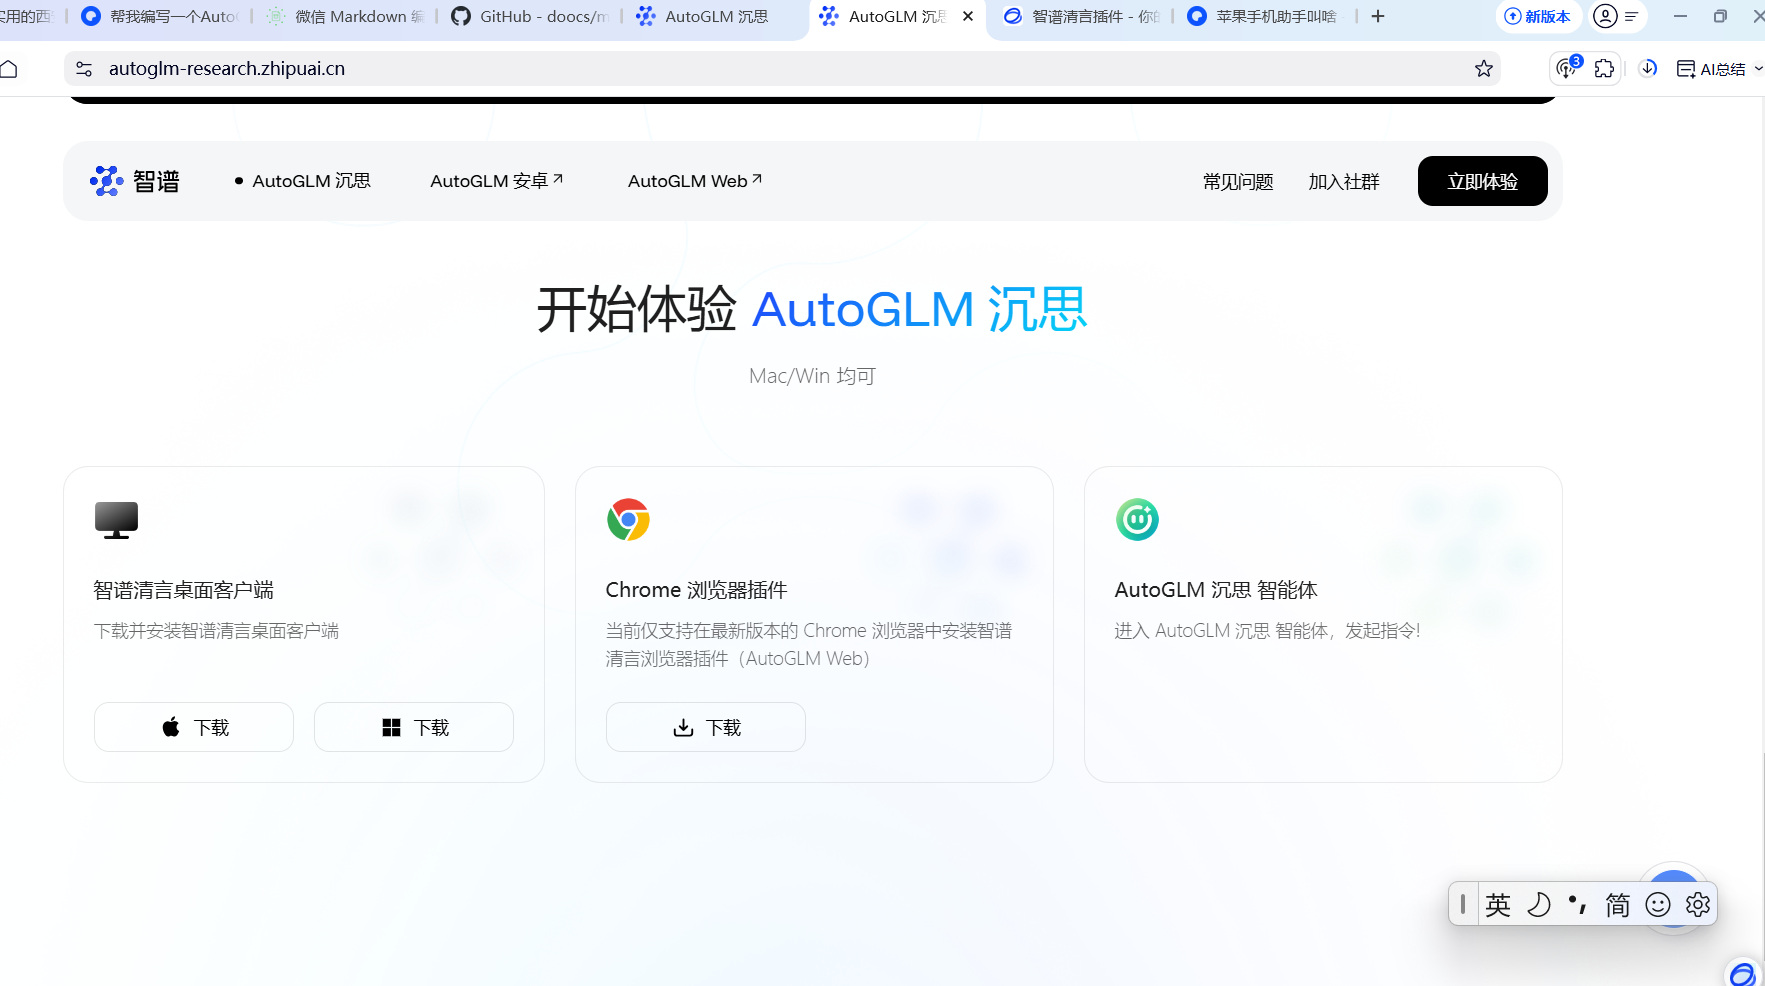 实用的西
帮我编写一个Auto
微信 Markdown 编
GitHub - doocs/m
AutoGLM 沉思
AutoGLM 沉思
智谱清言插件 - 你的
苹果手机助手叫啥
新版本
autoglm-research.zhipuai.cn
3
AI总结
智谱
AutoGLM 沉思
AutoGLM 安卓
AutoGLM Web
常见问题
加入社群
立即体验
开始体验 AutoGLM 沉思
Mac/Win 均可
智谱清言桌面客户端
下载并安装智谱清言桌面客户端
下载
下载
Chrome 浏览器插件
当前仅支持在最新版本的 Chrome 浏览器中安装智谱
清言浏览器插件（AutoGLM Web）
下载
AutoGLM 沉思 智能体
进入 AutoGLM 沉思 智能体，发起指令!
英
简